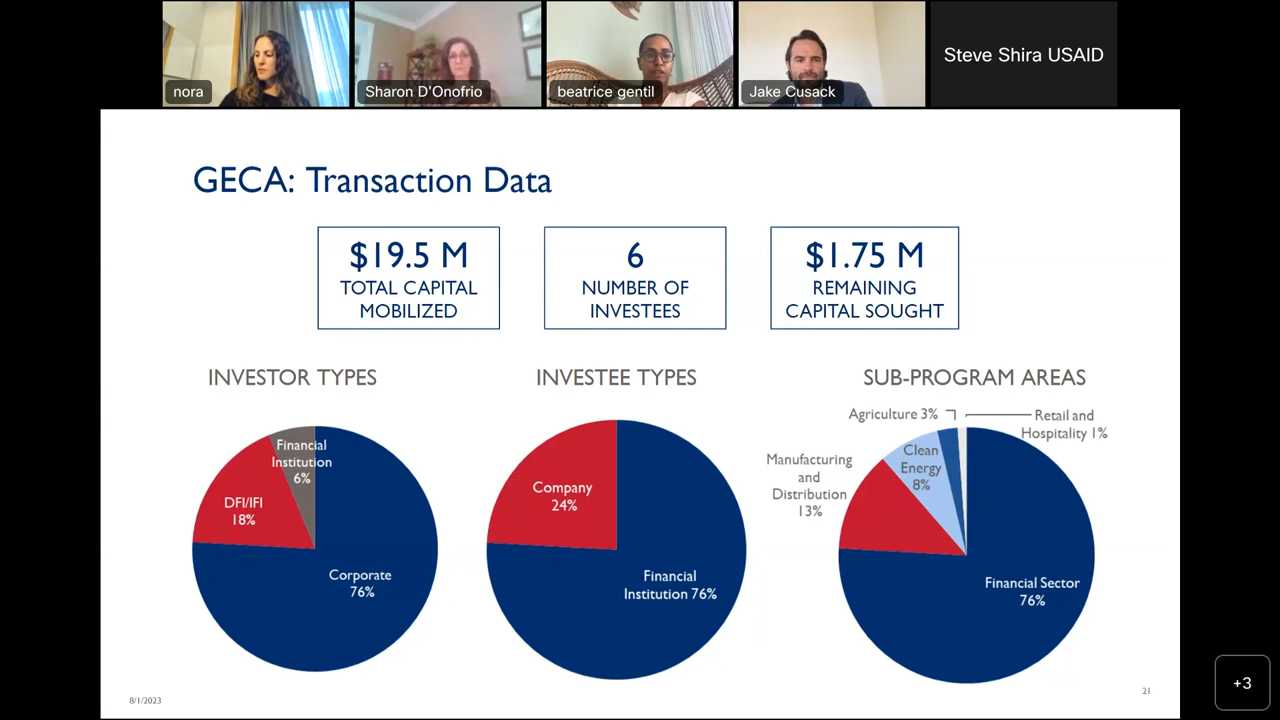 nora
Sharon D'Onofrio
beatrice gentil
Jake Cusack
Steve Shira USAID
GECA: Transaction Data
$19.5 M
TOTAL CAPITAL
MOBILIZED
6
NUMBER OF
INVESTEES
$1.75 M
REMAINING
CAPITAL SOUGHT
INVESTOR TYPES
Financial
Institution
6%
DFI/IFI
18%
Corporate
76%
INVESTEE TYPES
Company
24%
Financial
Institution 76%
SUB-PROGRAM AREAS
Agriculture 3%
Retail and
Hospitality 1%
Clean
Energy
8%
Manufacturing
and
Distribution
13%
Financial Sector
76%
8/1/2023
21
+3